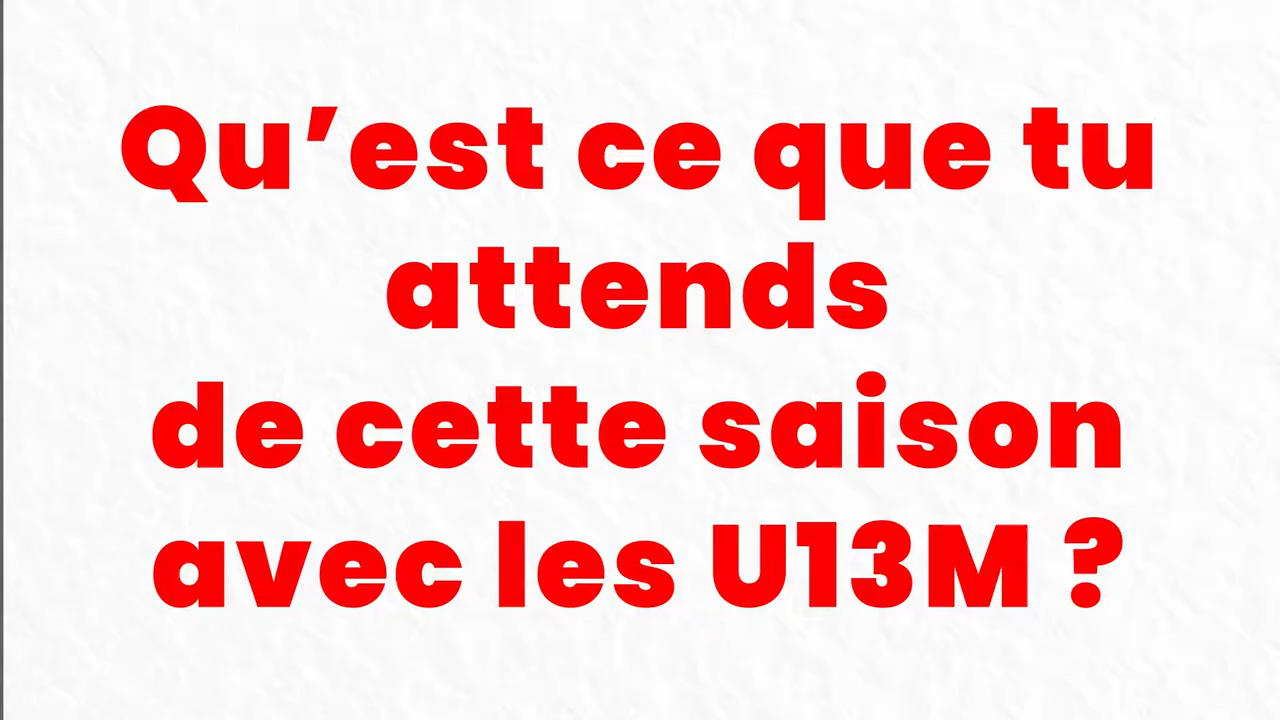 Qu’est ce que tu
attends
de cette saison
avec les U13M ?